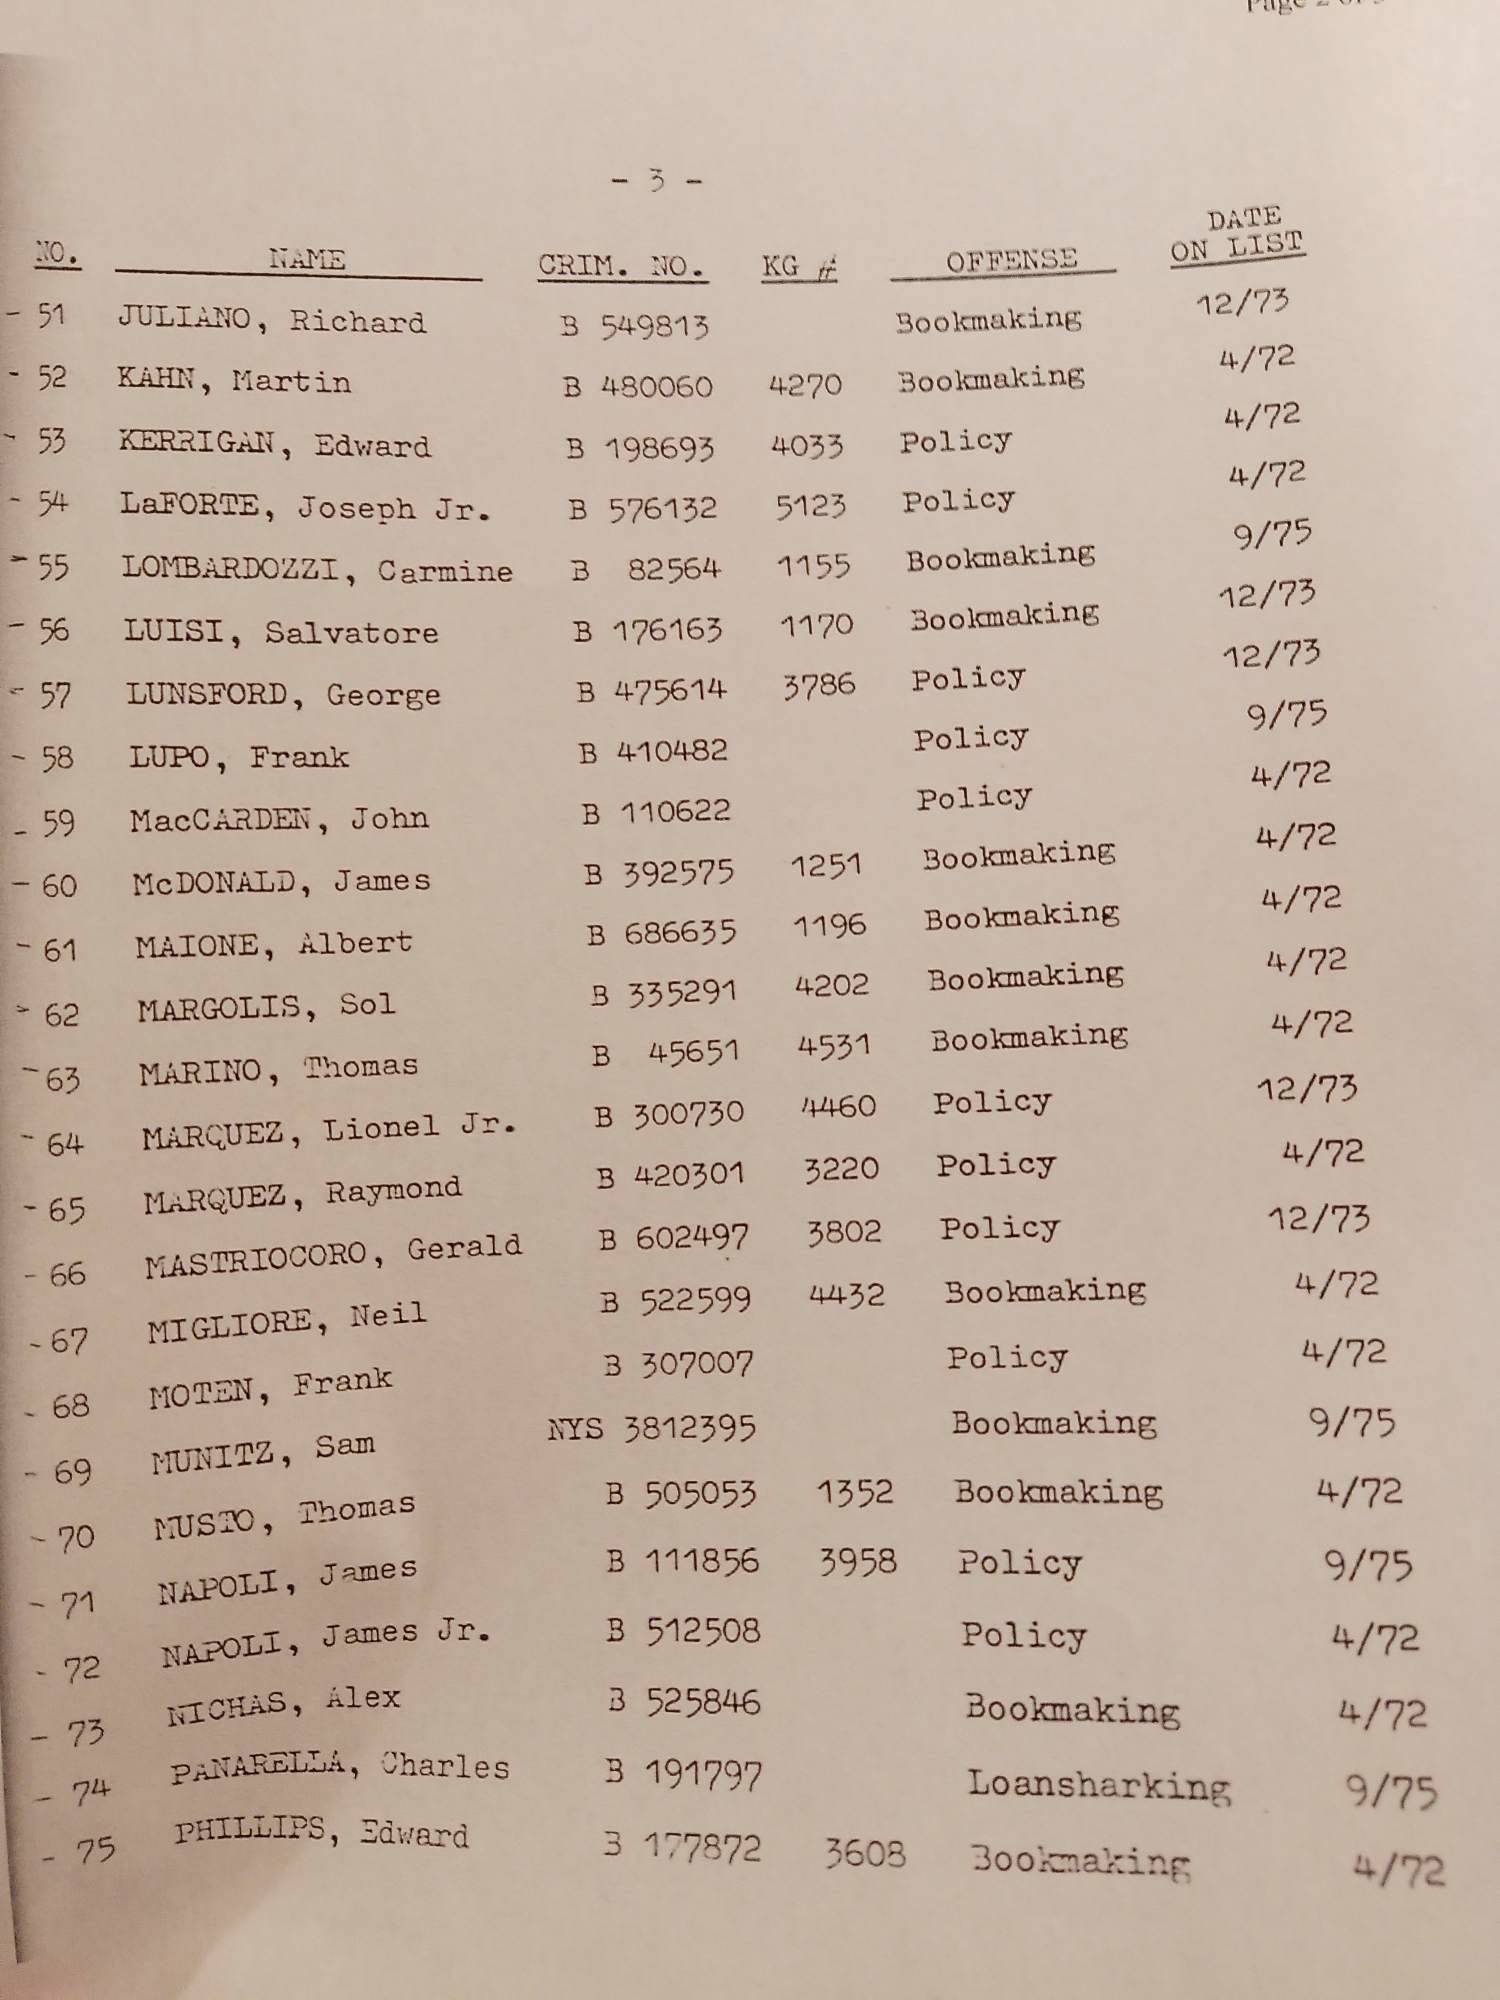 Page 2 of
- 3 -
NO. NAME CRIM. NO. KG # OFFENSE DATE ON LIST
- 51 JULIANO, Richard B 549813 Bookmaking 12/73
- 52 KAHN, Martin B 480060 4270 Bookmaking 4/72
- 53 KERRIGAN, Edward B 198693 4033 Policy 4/72
- 54 LaFORTE, Joseph Jr. B 576132 5123 Policy 4/72
- 55 LOMBARDOZZI, Carmine B 82564 1155 Bookmaking 9/75
- 56 LUISI, Salvatore B 176163 1170 Bookmaking 12/73
- 57 LUNSFORD, George B 475614 3786 Policy 12/73
- 58 LUPO, Frank B 410482 Policy 9/75
- 59 MacCARDEN, John B 110622 Policy 4/72
- 60 McDONALD, James B 392575 1251 Bookmaking 4/72
- 61 MAIONE, Albert B 686635 1196 Bookmaking 4/72
- 62 MARGOLIS, Sol B 335291 4202 Bookmaking 4/72
- 63 MARINO, Thomas B 45651 4531 Bookmaking 4/72
- 64 MARQUEZ, Lionel Jr. B 300730 4460 Policy 12/73
- 65 MARQUEZ, Raymond B 420301 3220 Policy 4/72
- 66 MASTRIOCORO, Gerald B 602497 3802 Policy 12/73
- 67 MIGLIORE, Neil B 522599 4432 Bookmaking 4/72
- 68 MOTEN, Frank B 307007 Policy 4/72
- 69 MUNITZ, Sam NYS 3812395 Bookmaking 9/75
- 70 MUSTO, Thomas B 505053 1352 Bookmaking 4/72
- 71 NAPOLI, James B 111856 3958 Policy 9/75
- 72 NAPOLI, James Jr. B 512508 Policy 4/72
- 73 NICHAS, Alex B 525846 Bookmaking 4/72
- 74 PANARELLA, Charles B 191797 Loansharking 9/75
- 75 PHILLIPS, Edward B 177872 3608 Bookmaking 4/72